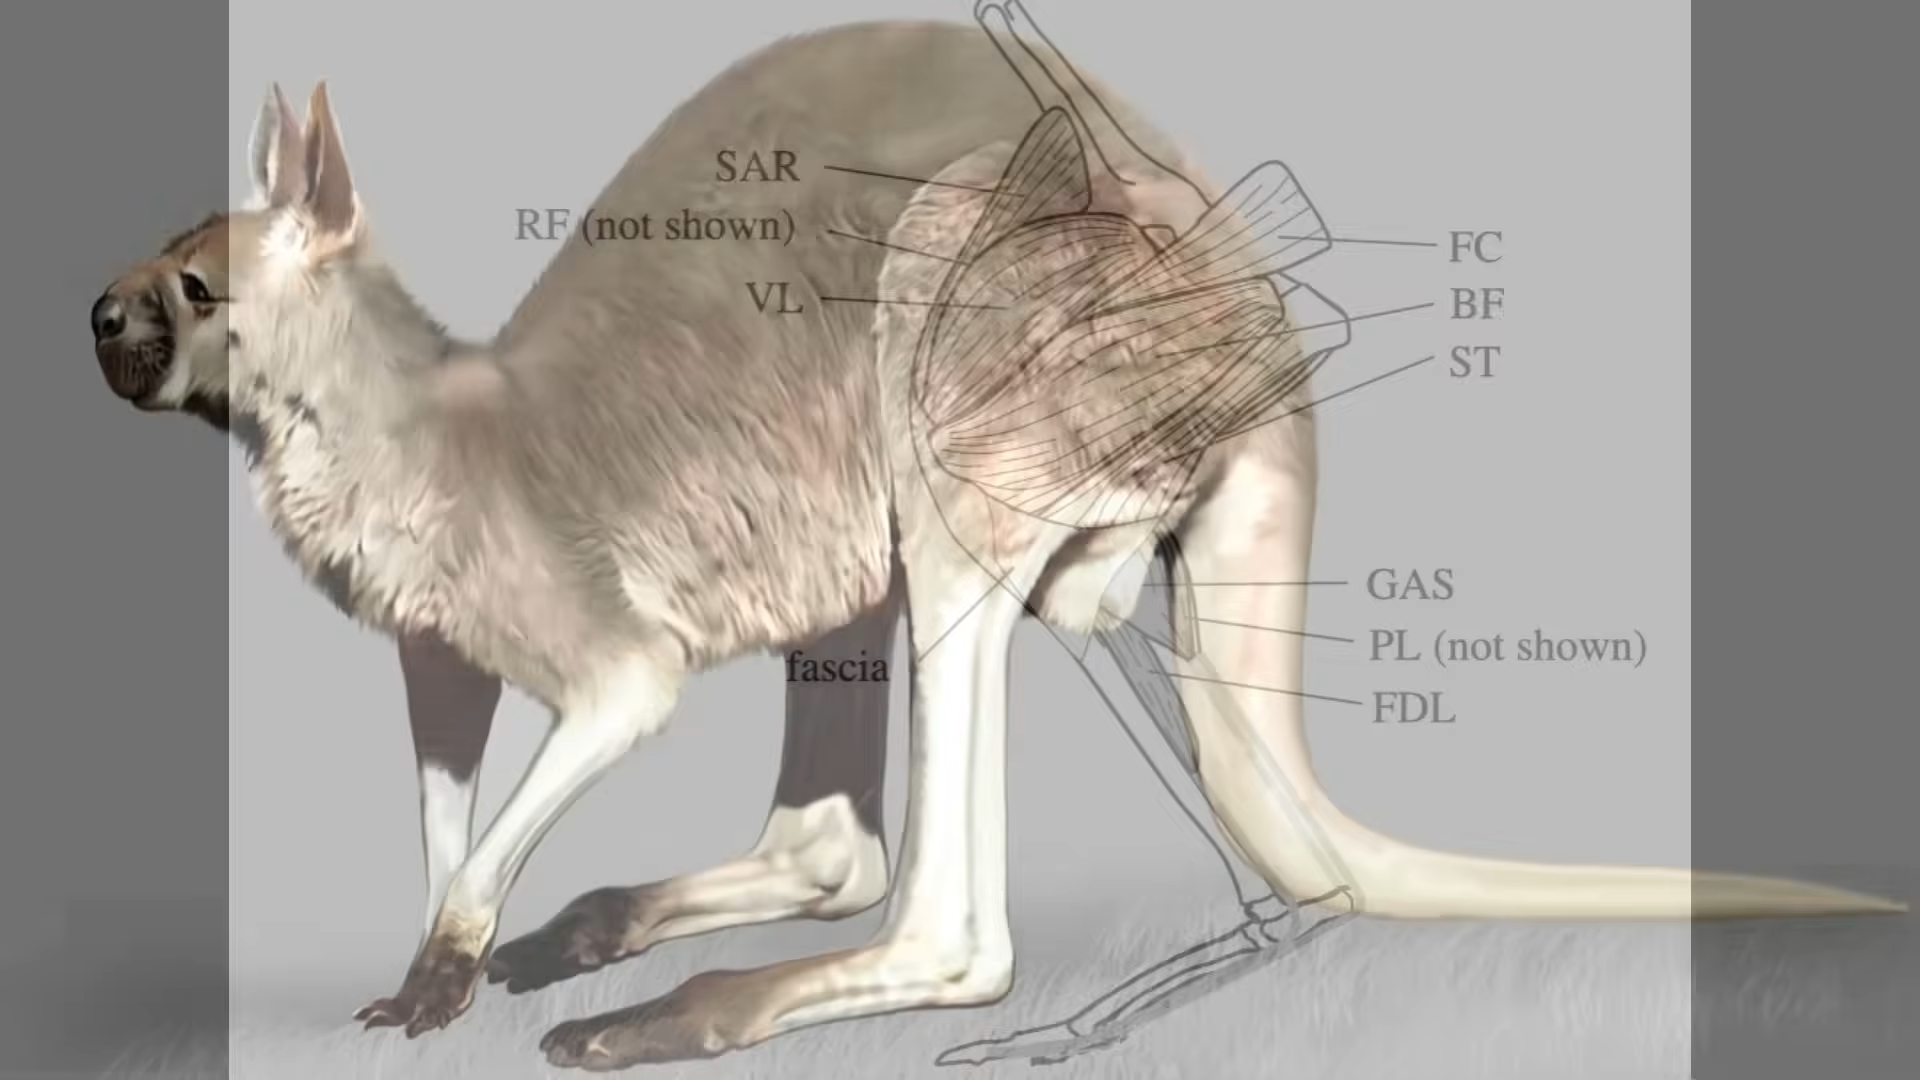 SAR
RF (not shown)
VL
FC
BF
ST
GAS
PL (not shown)
FDL
fascia